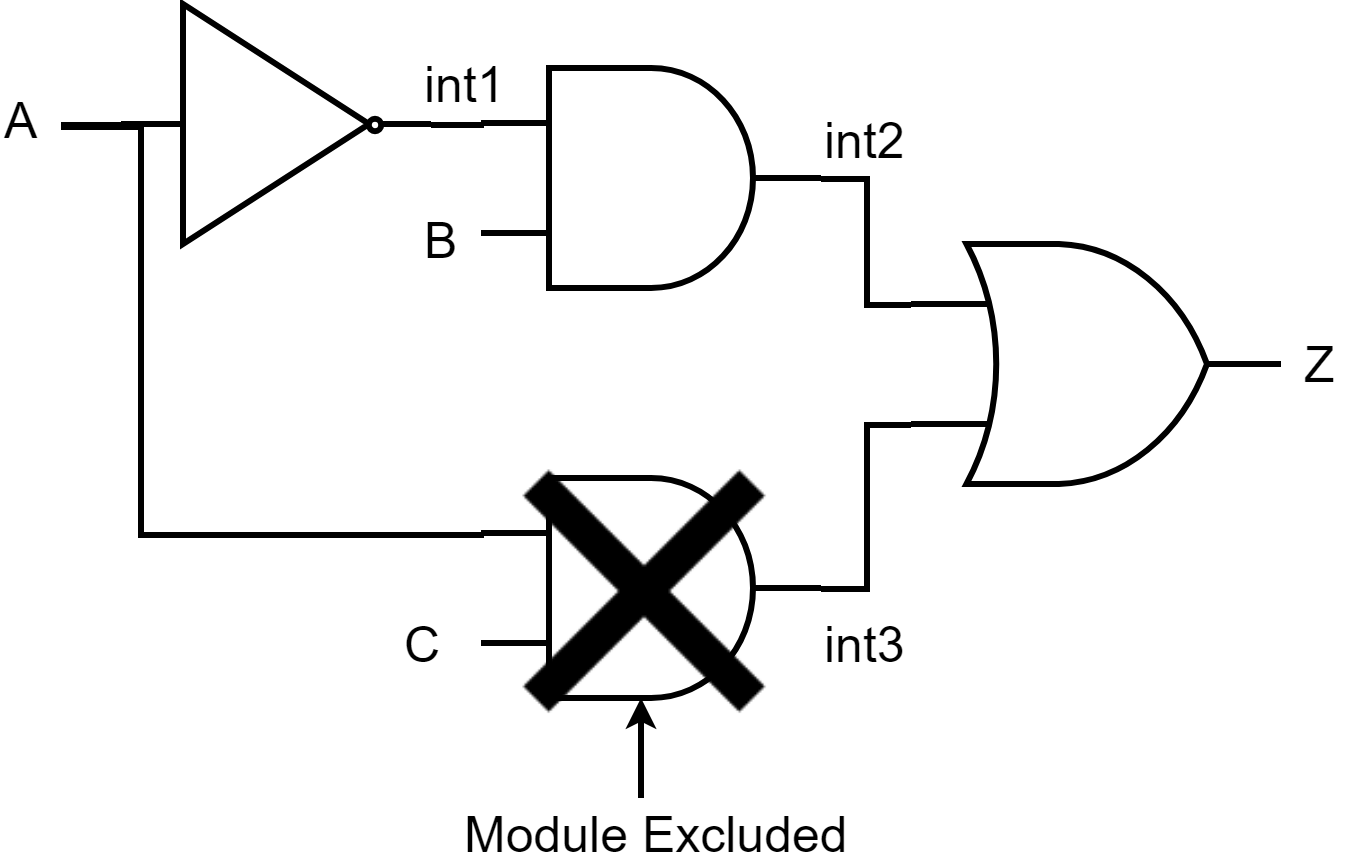 int1
A
int2
B
Z
C
int3
Module Excluded